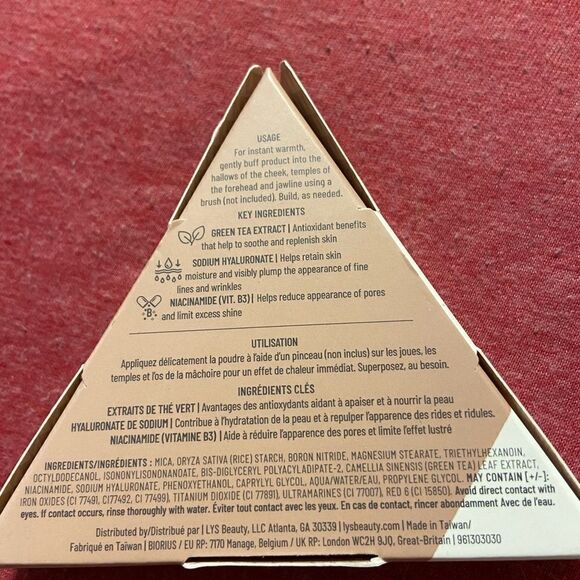 USAGE
For instant warmth,
gently buff product into the
hallows of the cheek, temples of
the forehead and jawline using a
brush (not included). Build, as needed.
KEY INGREDIENTS
GREEN TEA EXTRACT | Antioxidant benefits
that help to soothe and replenish skin
SODIUM HYALURONATE | Helps retain skin
moisture and visibly plump the appearance of fine
lines and wrinkles
B³
NIACINAMIDE (VIT. B3) | Helps reduce appearance of pores
and limit excess shine
UTILISATION
Appliquez délicatement la poudre à l'aide d'un pinceau (non inclus) sur les joues, les
temples et l'os de la mâchoire pour un effet de chaleur immédiat. Superposez, au besoin.
INGRÉDIENTS CLÉS
EXTRAITS DE THÉ VERT | Avantages des antioxydants aidant à apaiser et à nourrir la peau
HYALURONATE DE SODIUM | Contribue à l'hydratation de la peau et à repulper l'apparence des rides et ridules.
NIACINAMIDE (VITAMINE B3) | Aide à réduire l'apparence des pores et limite l'effet lustré
INGREDIENTS/INGRÉDIENTS : MICA, ORYZA SATIVA (RICE) STARCH, BORON NITRIDE, MAGNESIUM STEARATE, TRIETHYLHEXANOIN,
OCTYLDODECANOL, ISONONYLISONONANOATE, BIS-DIGLYCERYL POLYACYLADIPATE-2, CAMELLIA SINENSIS (GREEN TEA) LEAF EXTRACT,
NIACINAMIDE, SODIUM HYALURONATE, PHENOXYETHANOL, CAPRYLYL GLYCOL, AQUA/WATER/EAU, PROPYLENE GLYCOL. MAY CONTAIN [+/-]:
IRON OXIDES (CI 77491, CI77492, CI 77499), TITANIUM DIOXIDE (CI 77891), ULTRAMARINES (CI 77007), RED 6 (CI 15850). Avoid direct contact with
eyes. If contact occurs, rinse thoroughly with water. Éviter tout contact avec les yeux. En cas de contact, rincer abondamment Avec de l'eau.
Distributed by/Distribué par | LYS Beauty, LLC Atlanta, GA 30339 | lysbeauty.com | Made in Taiwan/
Fabriqué en Taïwan | BIORIUS / EU RP: 7170 Manage, Belgium / UK RP: London WC2H 9JQ, Great-Britain | 961303030